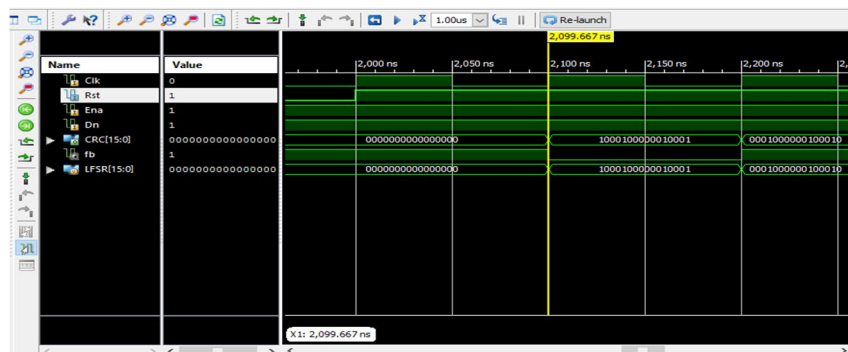 1.00us Re-launch
2,099.667 ns
Name Value 2,000 ns 2,050 ns 2,100 ns 2,150 ns 2,200 ns 2,
Clk 0
Rst 1
Ena 1
Dn 1
CRC[15:0] 0000000000000000 0000000000000000 1000100000010001 0001000000100010
fb 1
LFSR[15:0] 0000000000000000 0000000000000000 1000100000010001 0001000000100010
X1: 2,099.667 ns